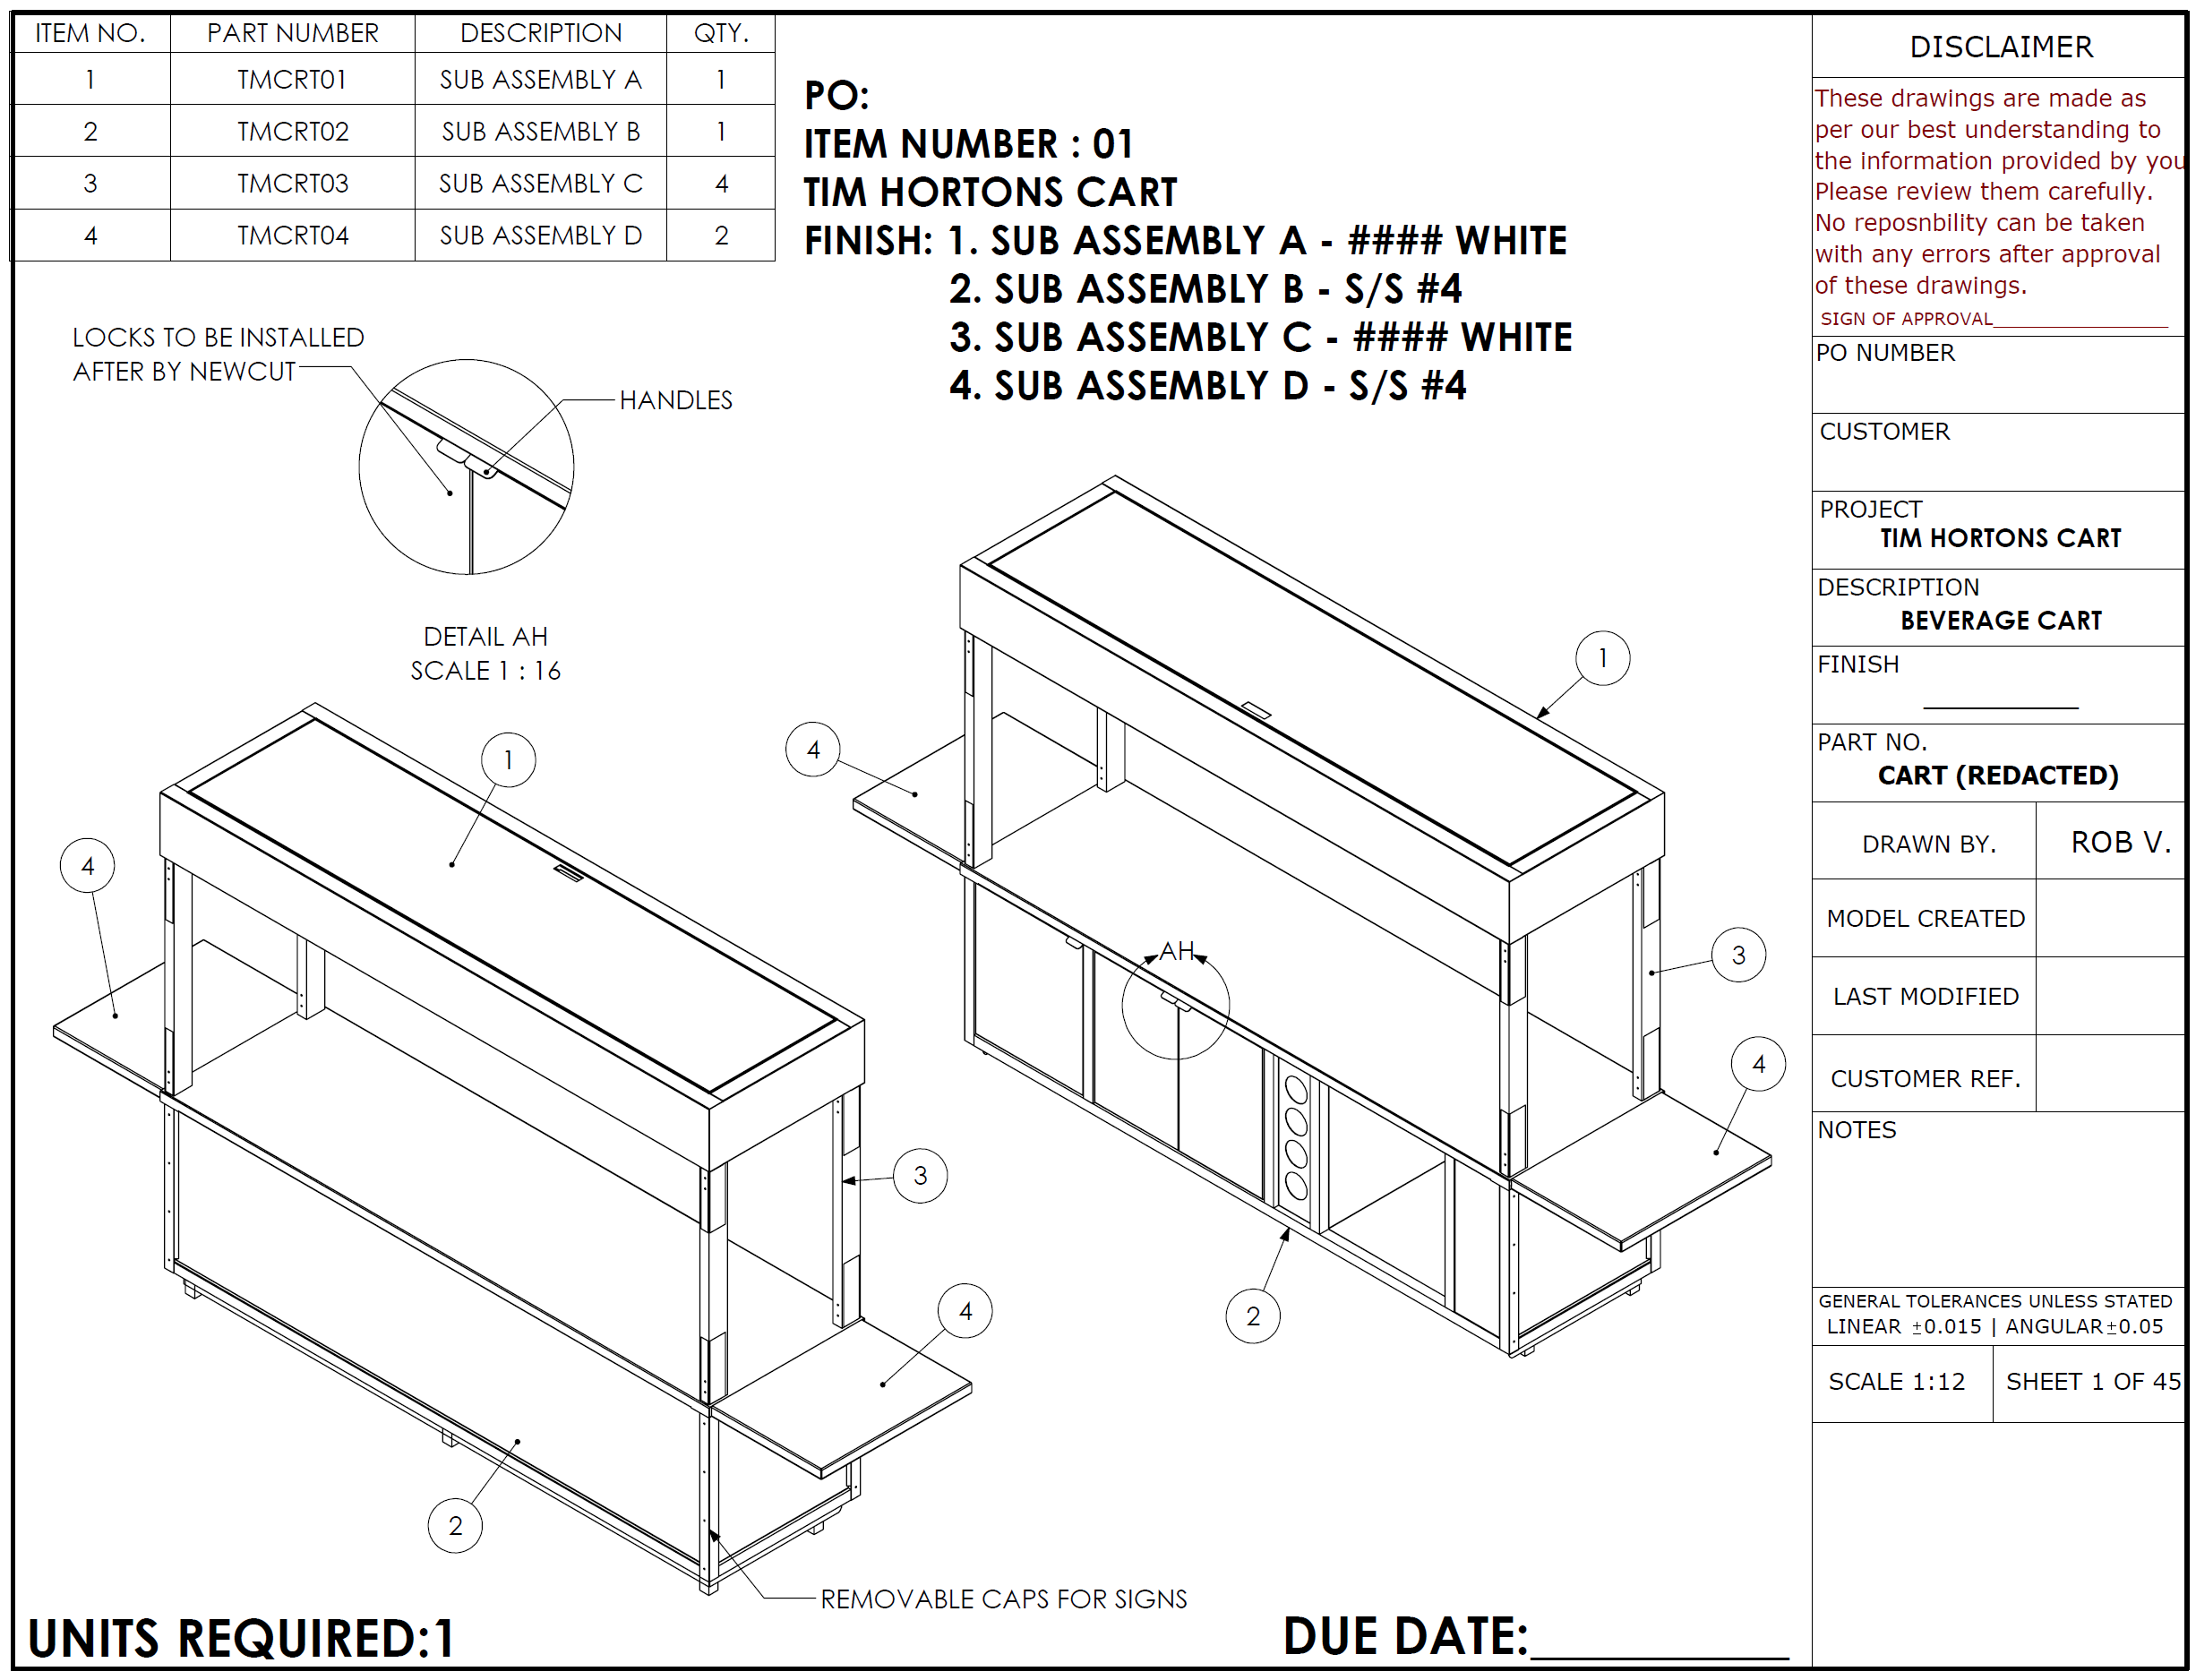 ITEM NO. PART NUMBER DESCRIPTION QTY.
1 TMCRT01 SUB ASSEMBLY A 1
2 TMCRT02 SUB ASSEMBLY B 1
3 TMCRT03 SUB ASSEMBLY C 4
4 TMCRT04 SUB ASSEMBLY D 2
PO:
ITEM NUMBER : 01
TIM HORTONS CART
FINISH: 1. SUB ASSEMBLY A - #### WHITE
2. SUB ASSEMBLY B - S/S #4
3. SUB ASSEMBLY C - #### WHITE
4. SUB ASSEMBLY D - S/S #4
LOCKS TO BE INSTALLED
AFTER BY NEWCUT
HANDLES
DETAIL AH
SCALE 1 : 16
1
4
3
4
2
REMOVABLE CAPS FOR SIGNS
1
4
AH
3
4
2
UNITS REQUIRED:1
DUE DATE:__________
DISCLAIMER
These drawings are made as
per our best understanding to
the information provided by you
Please review them carefully.
No reposnbility can be taken
with any errors after approval
of these drawings.
SIGN OF APPROVAL__________________
PO NUMBER
CUSTOMER
PROJECT
TIM HORTONS CART
DESCRIPTION
BEVERAGE CART
FINISH
____________
PART NO.
CART (REDACTED)
DRAWN BY. ROB V.
MODEL CREATED
LAST MODIFIED
CUSTOMER REF.
NOTES
GENERAL TOLERANCES UNLESS STATED
LINEAR ±0.015 | ANGULAR±0.05
SCALE 1:12 SHEET 1 OF 45